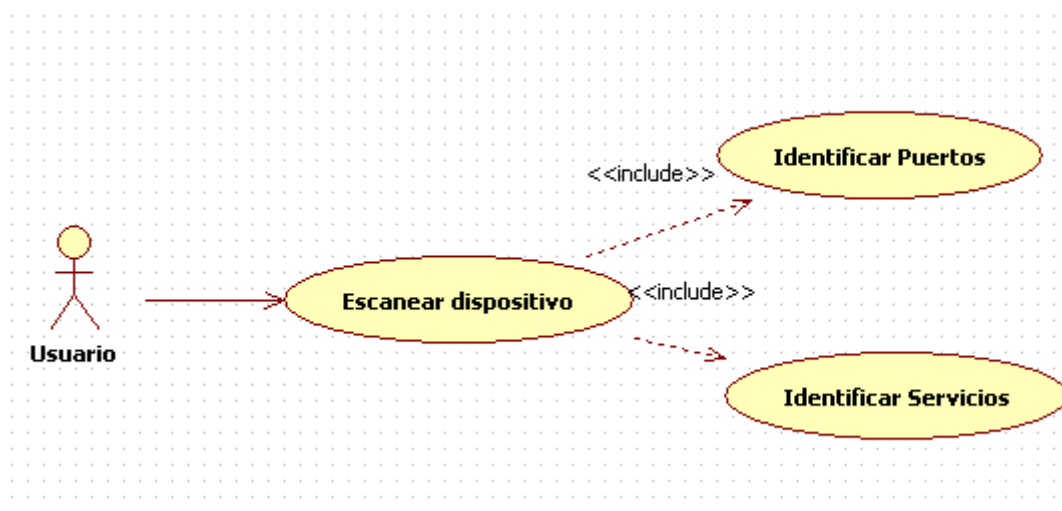 Identificar Puertos
<<include>>
Escanear dispositivo
<<include>>
Usuario
Identificar Servicios